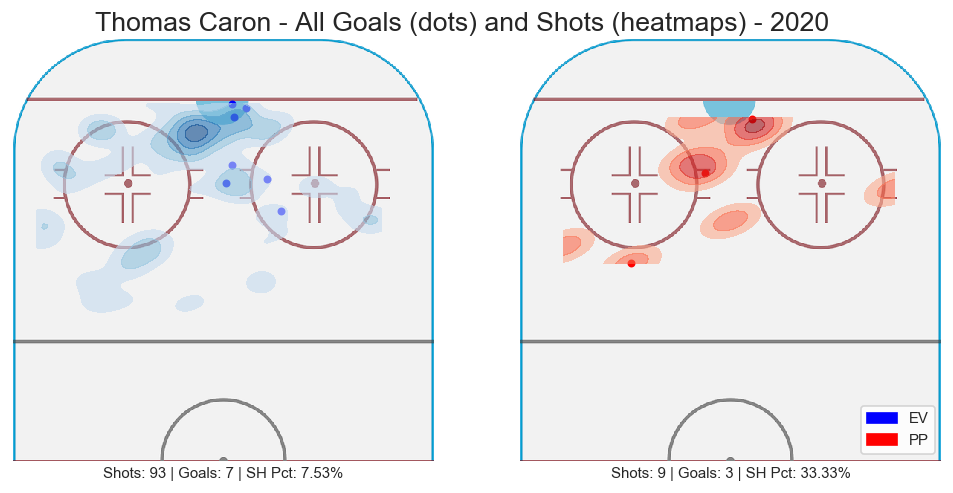 Thomas Caron - All Goals (dots) and Shots (heatmaps) - 2020
EV
PP
Shots: 93 | Goals: 7 | SH Pct: 7.53%
Shots: 9 | Goals: 3 | SH Pct: 33.33%